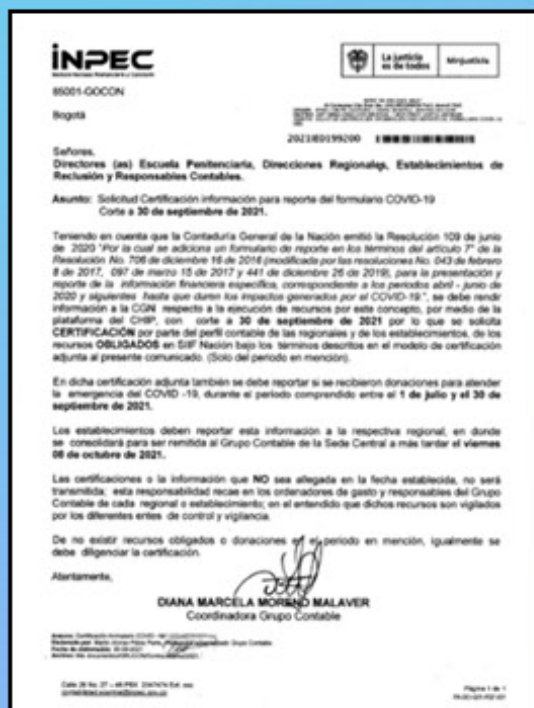 INPEC
La justicia es de todos
Minjusticia
85001-GOCON
Bogotá
2021IE0199200
Señores,
Directores (as) Escuela Penitenciaria, Direcciones Regionales, Establecimientos de
Reclusión y Responsables Contables.
Asunto: Solicitud Certificación información para reporte del formulario COVID-19
Corte a 30 de septiembre de 2021.
Teniendo en cuenta que la Contaduría General de la Nación emitió la Resolución 109 de junio
de 2020 "Por la cual se adiciona un formulario de reporte en los términos del artículo 7° de la
Resolución No. 706 de diciembre 16 de 2016 (modificada por las resoluciones No. 043 de febrero
8 de 2017, 097 de marzo 15 de 2017 y 441 de diciembre 26 de 2019), para la presentación y
reporte de la información financiera específica, correspondiente a los periodos abril - junio de
2020 y siguientes hasta que duren los impactos generados por el COVID-19.", se debe rendir
información a la CGN respecto a la ejecución de recursos por este concepto, por medio de la
plataforma del CHIP, con corte a 30 de septiembre de 2021 por lo que se solicita
CERTIFICACIÓN por parte del perfil contable de las regionales y de los establecimientos, de los
recursos OBLIGADOS en SIIF Nación bajo los términos descritos en el modelo de certificación
adjunta al presente comunicado. (Solo del periodo en mención).
En dicha certificación adjunta también se debe reportar si se recibieron donaciones para atender
la emergencia del COVID -19, durante el periodo comprendido entre el 1 de julio y el 30 de
septiembre de 2021.
Los establecimientos deben reportar esta información a la respectiva regional, en donde
se consolidará para ser remitida al Grupo Contable de la Sede Central a más tardar el viernes
08 de octubre de 2021.
Las certificaciones o la información que NO sea allegada en la fecha establecida, no será
transmitida; esta responsabilidad recae en los ordenadores de gasto y responsables del Grupo
Contable de cada regional o establecimiento; en el entendido que dichos recursos son vigilados
por los diferentes entes de control y vigilancia.
De no existir recursos obligados o donaciones en el periodo en mención, igualmente se
debe diligenciar la certificación.
Atentamente,
DIANA MARCELA MORENO MALAVER
Coordinadora Grupo Contable
Página 1 de 1